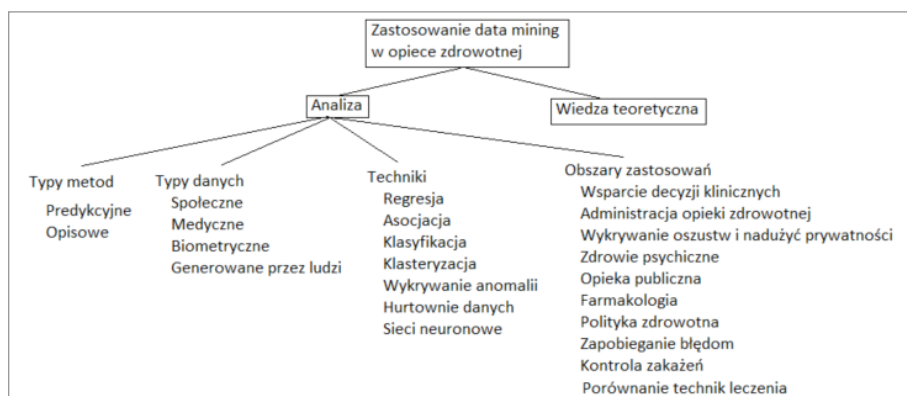 Zastosowanie data mining
w opiece zdrowotnej
Analiza
Wiedza teoretyczna
Typy metod
Predykcyjne
Opisowe
Typy danych
Społeczne
Medyczne
Biometryczne
Generowane przez ludzi
Techniki
Regresja
Asocjacja
Klasyfikacja
Klasteryzacja
Wykrywanie anomalii
Hurtownie danych
Sieci neuronowe
Obszary zastosowań
Wsparcie decyzji klinicznych
Administracja opieki zdrowotnej
Wykrywanie oszustw i nadużyć prywatności
Zdrowie psychiczne
Opieka publiczna
Farmakologia
Polityka zdrowotna
Zapobieganie błędom
Kontrola zakażeń
Porównanie technik leczenia